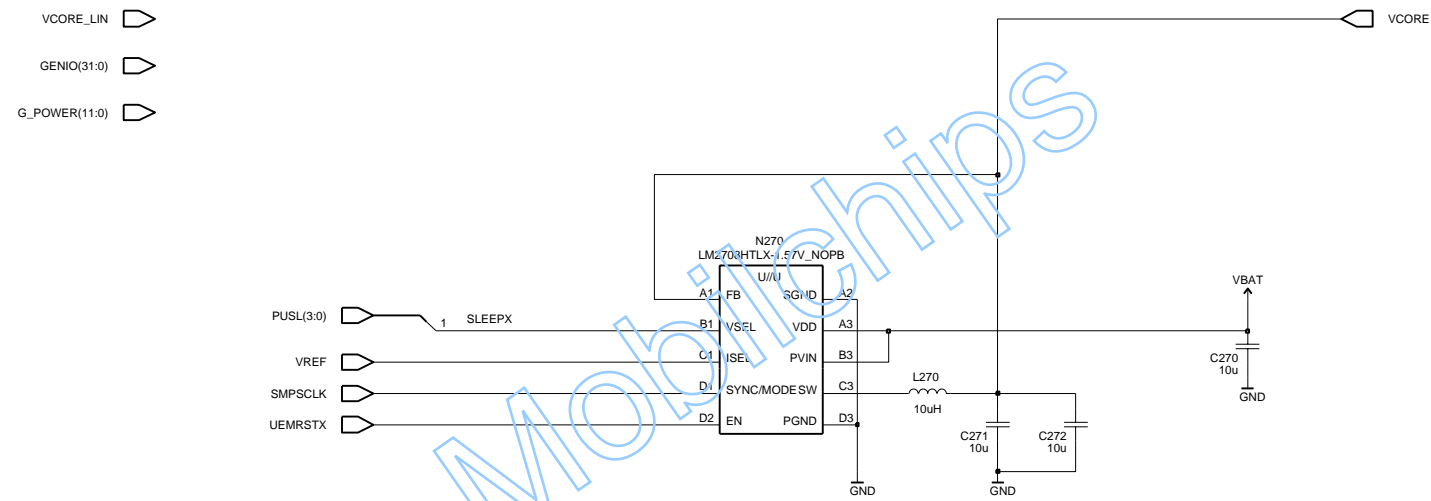 VCORE_LIN
VCORE
GENIO(31:0)
G_POWER(11:0)
Mobilchips
N270
LM2708HTLX-1.57V_NOPB
U//U
A1 FB SGND A2
VBAT
PUSL(3:0) 1 SLEEPX B1 VSEL VDD A3
VREF C1 ISEL PVIN B3
C270
10u
L270
SMPSCLK D1 SYNC/MODE SW C3
10uH
GND
UEMRSTX D2 EN PGND D3
C271
10u
C272
10u
GND
GND